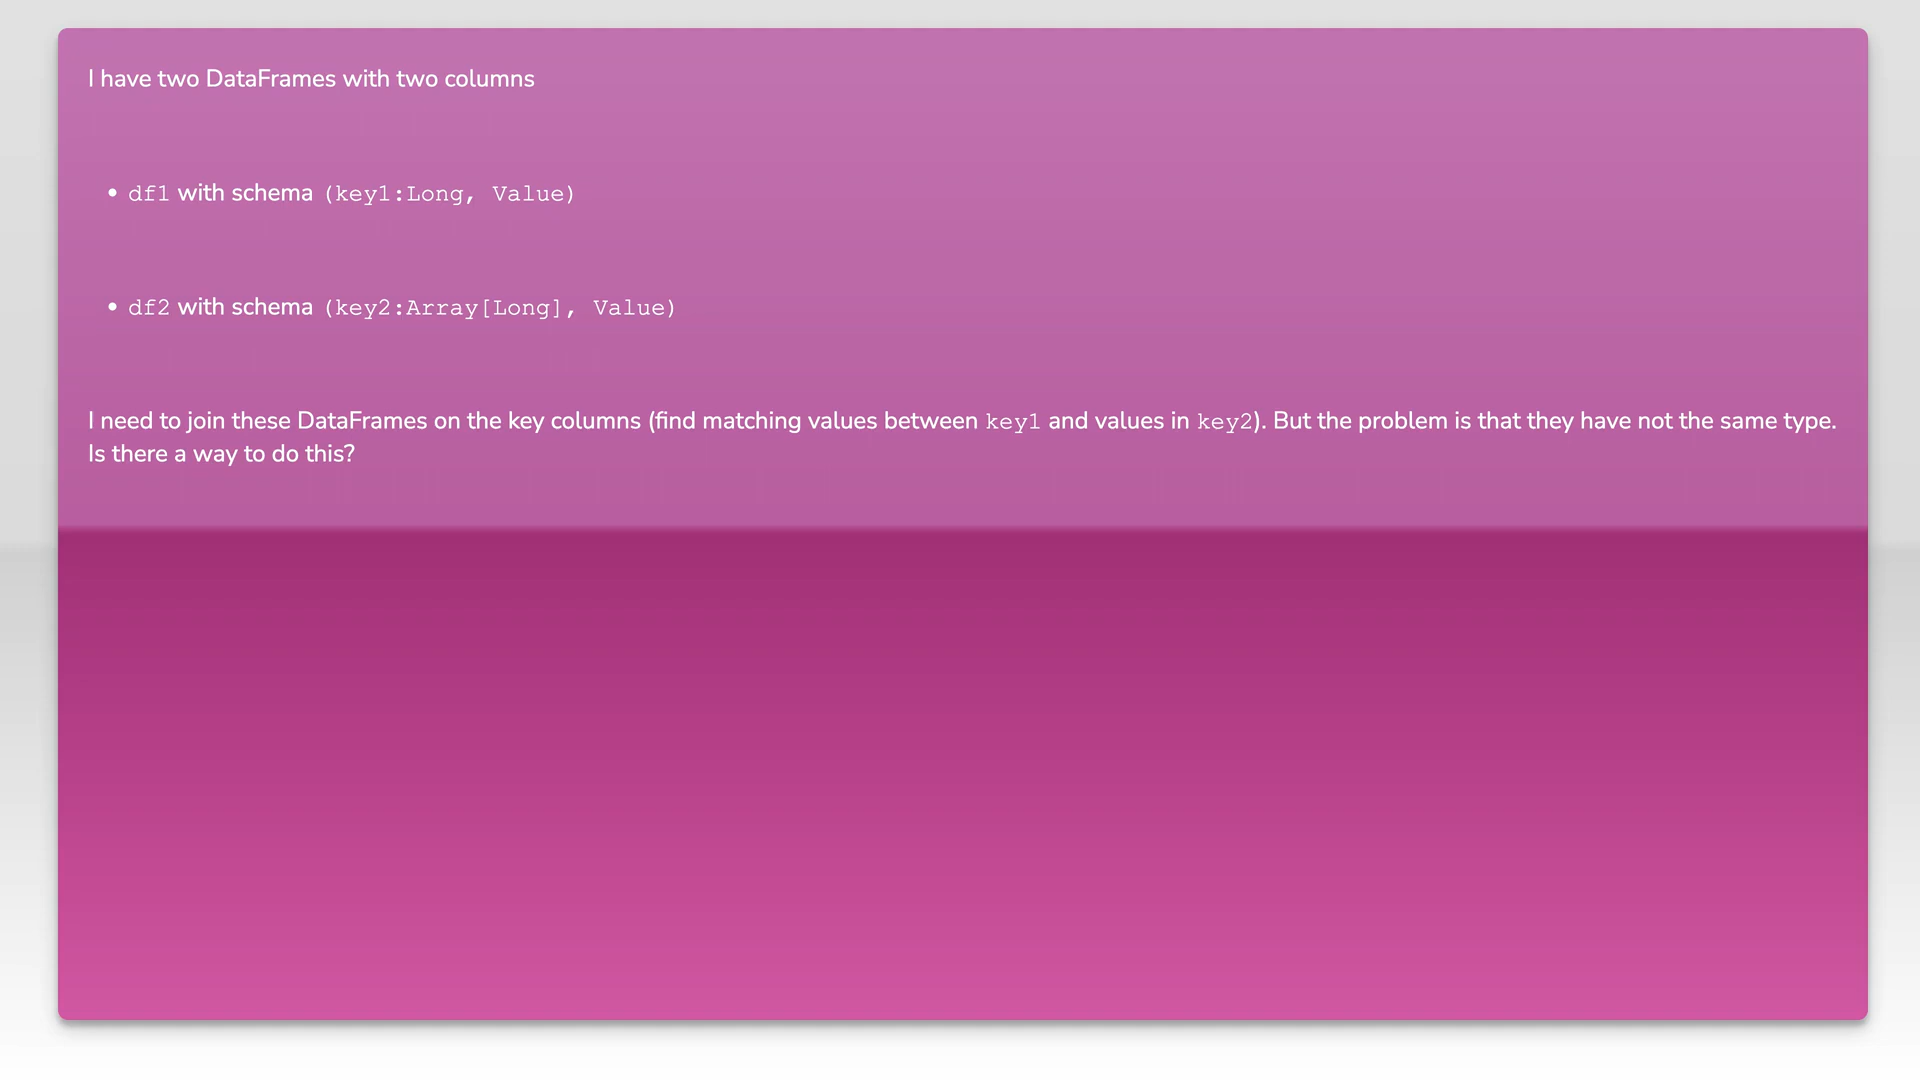 I have two DataFrames with two columns
• df1 with schema (key1:Long, Value)
• df2 with schema (key2:Array[Long], Value)
I need to join these DataFrames on the key columns (find matching values between key1 and values in key2). But the problem is that they have not the same type.
Is there a way to do this?